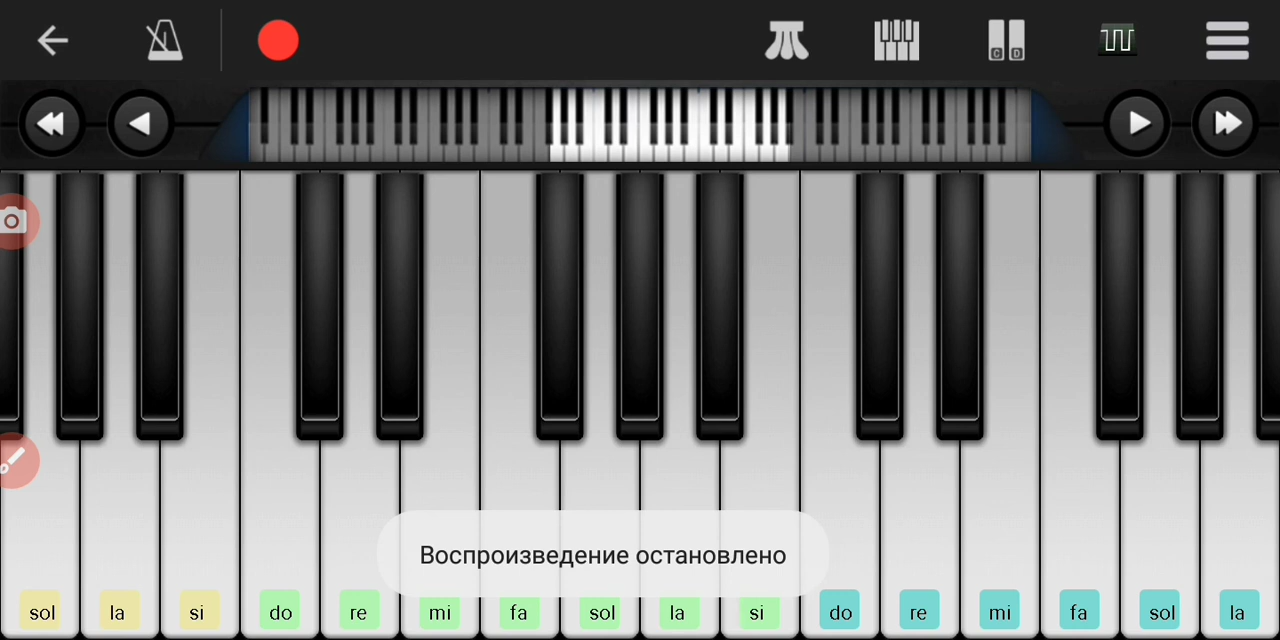 C D
Воспроизведение остановлено
sol la si do re mi fa sol la si do re mi fa sol la